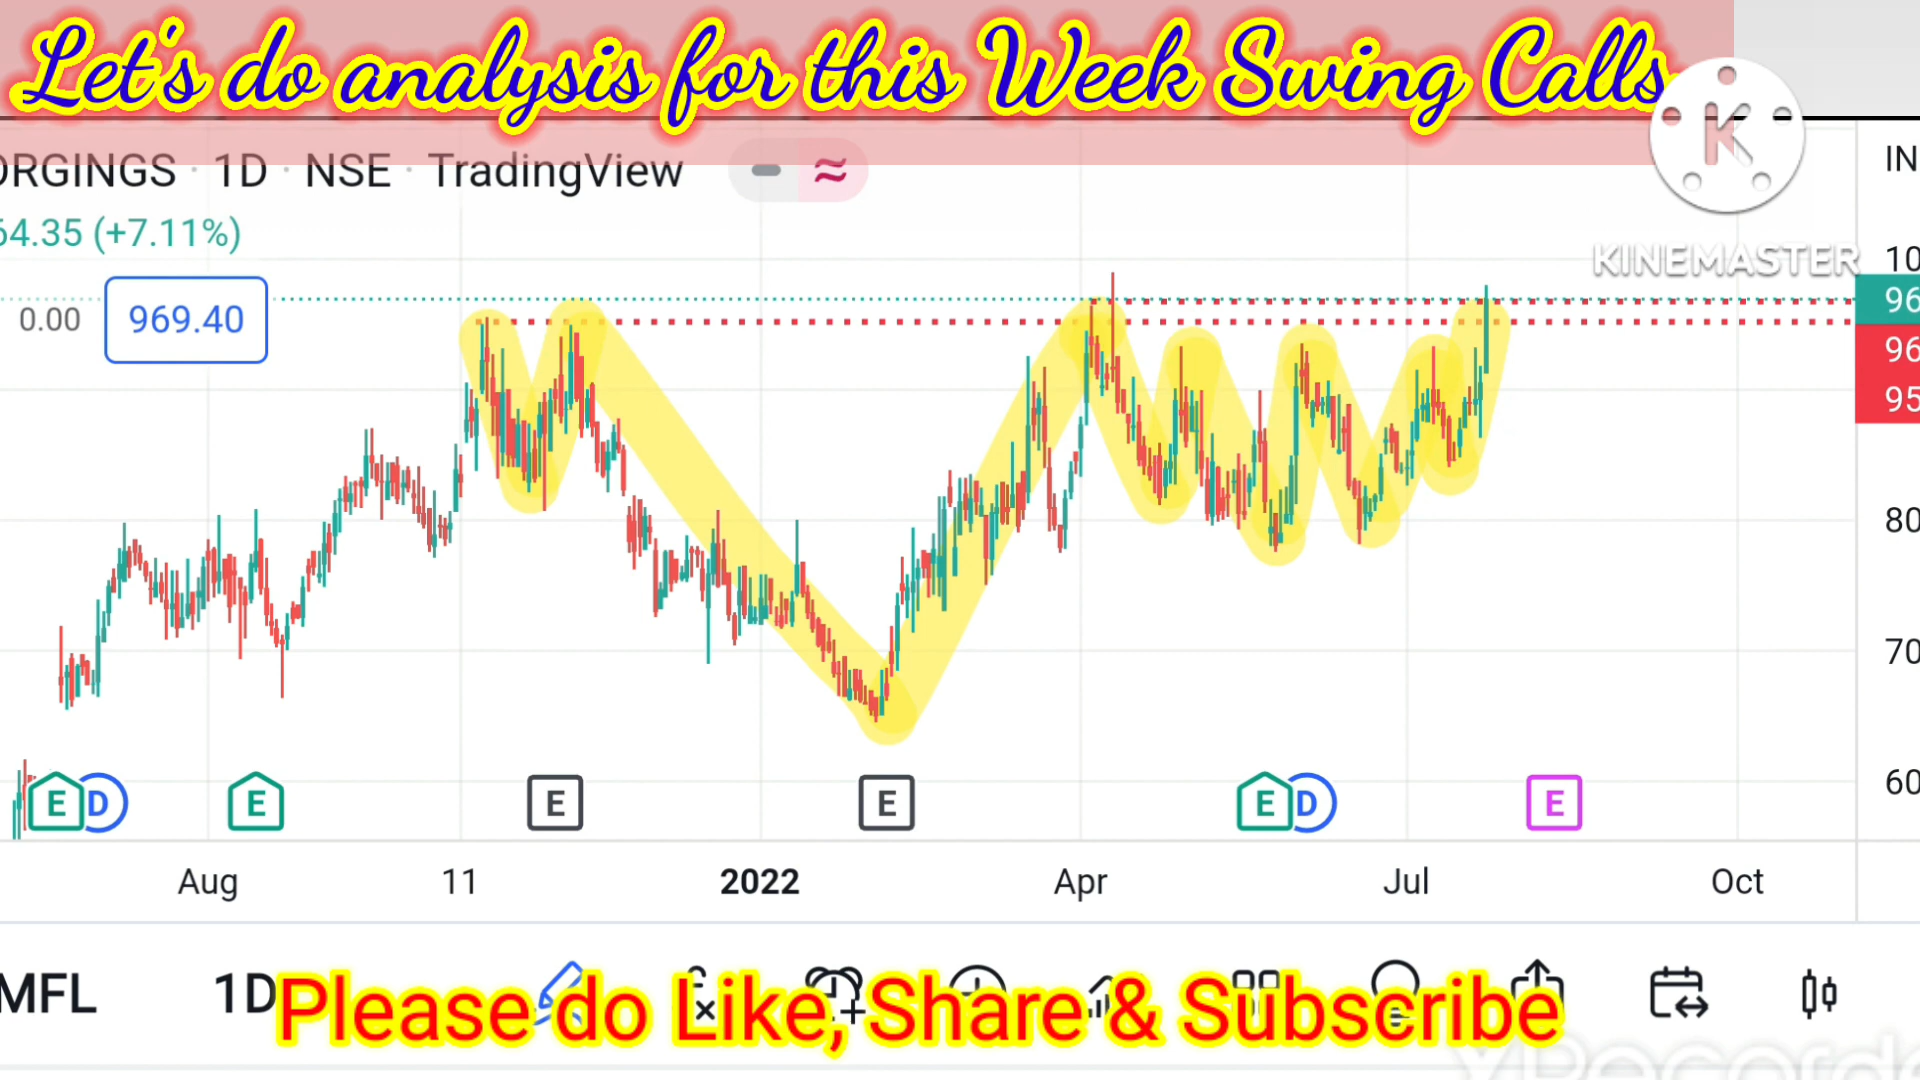 Let's do analysis for this Week Swing Calls
K
KINEMASTER
ORGINGS · 1D · NSE · TradingView
IN
64.35 (+7.11%)
0.00
969.40
10
96
96
95
80
70
60
E D E E E E D E
Aug 11 2022 Apr Jul Oct
MFL 1D
Please do Like, Share & Subscribe